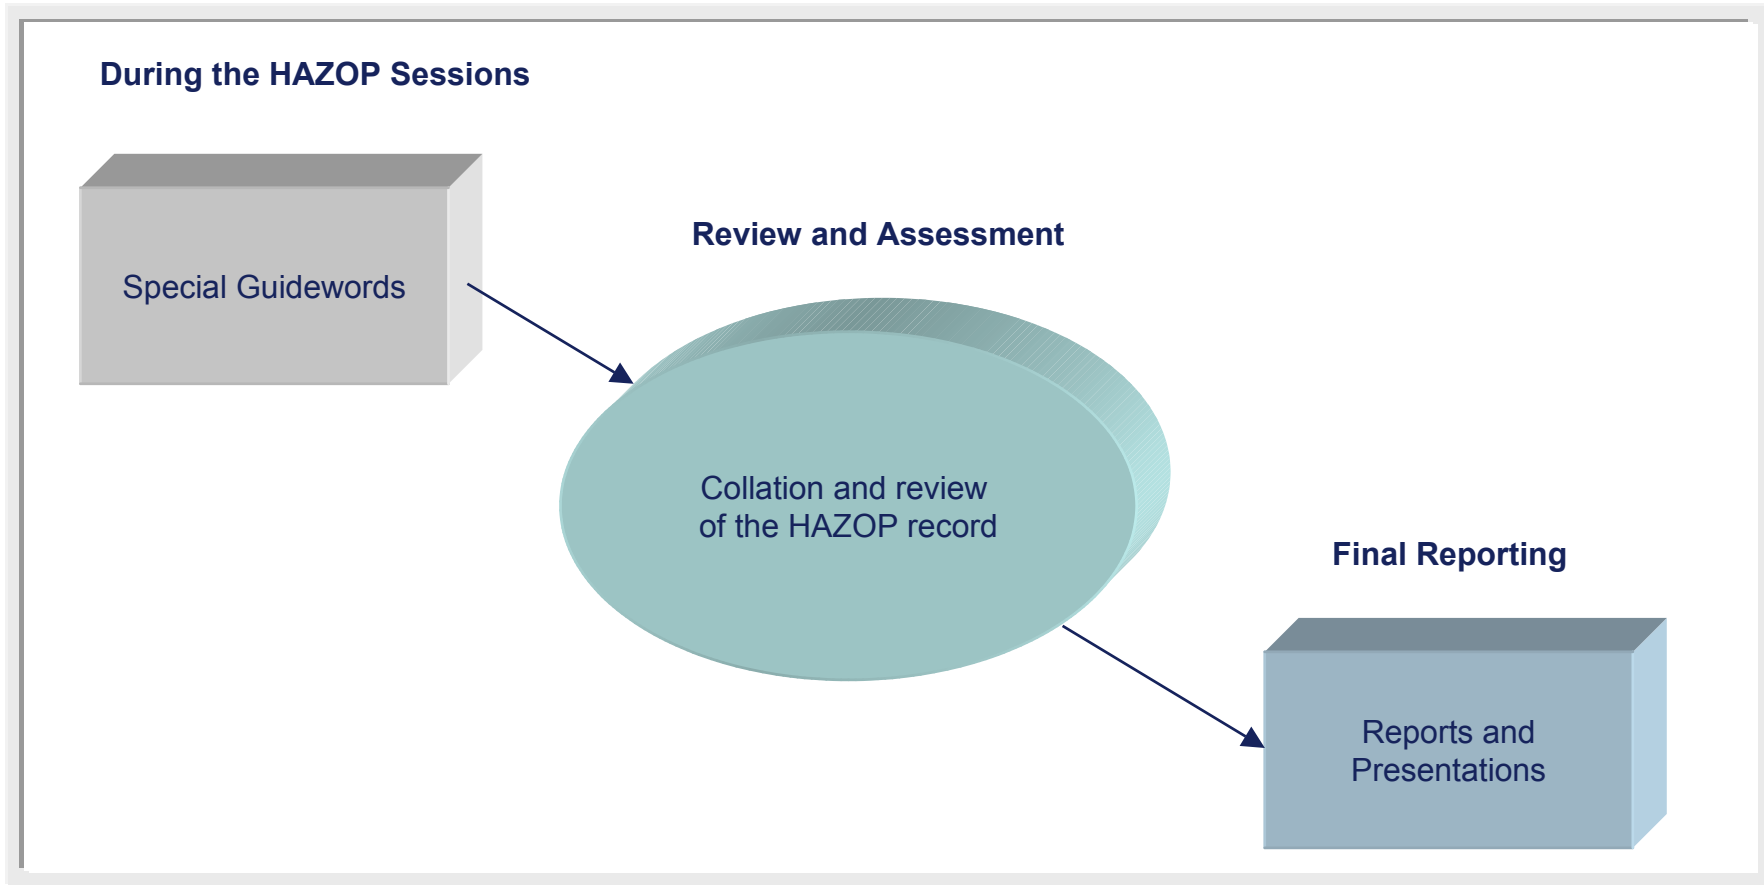 During the HAZOP Sessions
Special Guidewords
Review and Assessment
Collation and review
of the HAZOP record
Final Reporting
Reports and
Presentations